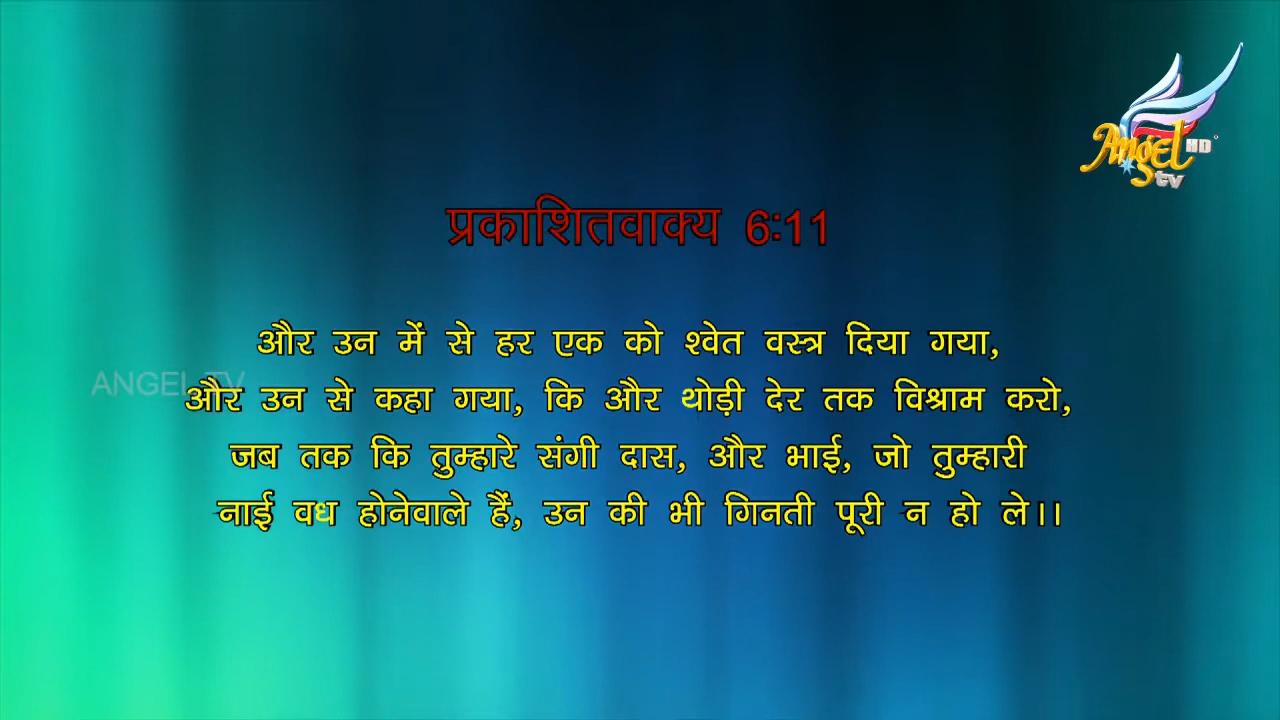 Angel HD
tv
प्रकाशितवाक्य 6:11
और उन में से हर एक को श्वेत वस्त्र दिया गया,
ANGEL TV
और उन से कहा गया, कि और थोड़ी देर तक विश्राम करो,
जब तक कि तुम्हारे संगी दास, और भाई, जो तुम्हारी
नाई वध होनेवाले हैं, उन की भी गिनती पूरी न हो ले।।